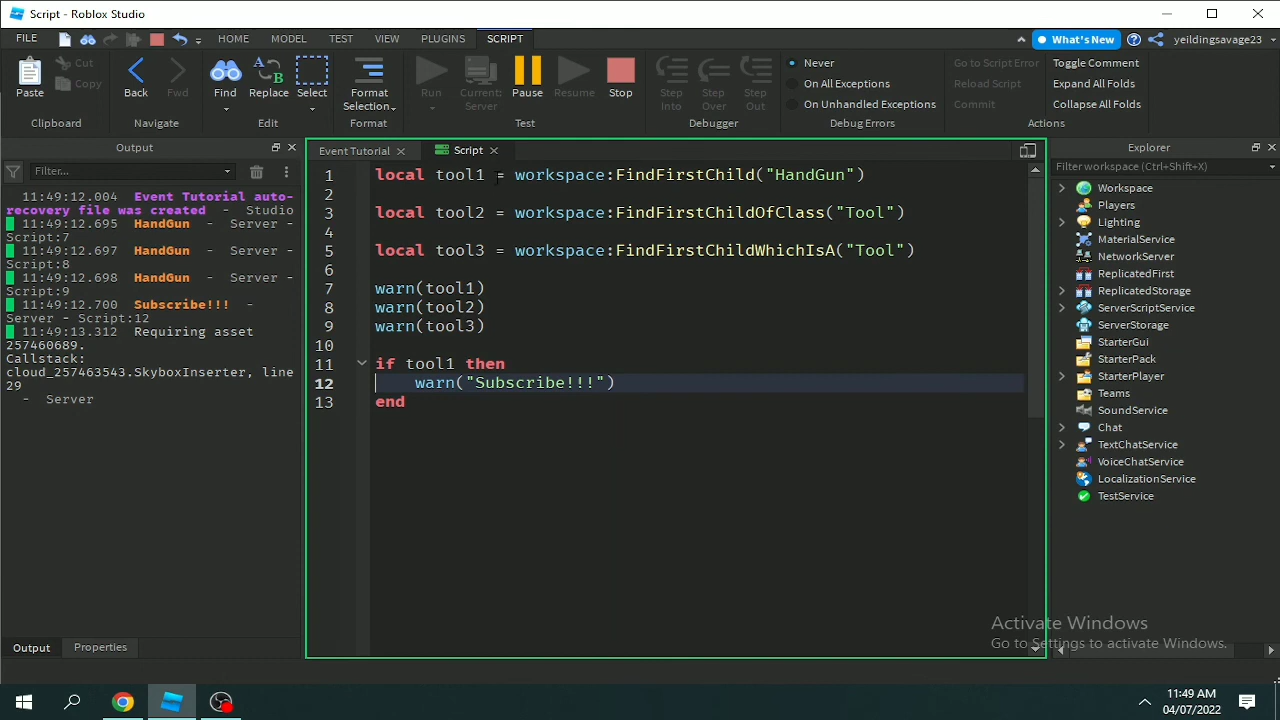 Script - Roblox Studio
FILE HOME MODEL TEST VIEW PLUGINS SCRIPT What's New yeildingsavage23
Paste Cut Copy Back Fwd Find Replace Select Format Selection Run Current: Server Pause Resume Stop Step Into Step Over Step Out Never On All Exceptions On Unhandled Exceptions Go to Script Error Reload Script Commit Toggle Comment Expand All Folds Collapse All Folds
Clipboard Navigate Edit Format Test Debugger Debug Errors Actions
Output
Filter...
11:49:12.004 Event Tutorial auto-
recovery file was created - Studio
11:49:12.695 HandGun - Server -
Script:7
11:49:12.697 HandGun - Server -
Script:8
11:49:12.698 HandGun - Server -
Script:9
11:49:12.700 Subscribe!!! -
Server - Script:12
11:49:13.312 Requiring asset
257460689.
Callstack:
cloud_257463543.SkyboxInserter, line
29
- Server
Output Properties
Event Tutorial Script
1 local tool1 = workspace:FindFirstChild("HandGun")
2
3 local tool2 = workspace:FindFirstChildOfClass("Tool")
4
5 local tool3 = workspace:FindFirstChildWhichIsA("Tool")
6
7 warn(tool1)
8 warn(tool2)
9 warn(tool3)
10
11 if tool1 then
12 warn("Subscribe!!!")
13 end
Explorer
Filter workspace (Ctrl+Shift+X)
Workspace
Players
Lighting
MaterialService
NetworkServer
ReplicatedFirst
ReplicatedStorage
ServerScriptService
ServerStorage
StarterGui
StarterPack
StarterPlayer
Teams
SoundService
Chat
TextChatService
VoiceChatService
LocalizationService
TestService
Activate Windows
Go to Settings to activate Windows.
11:49 AM
04/07/2022